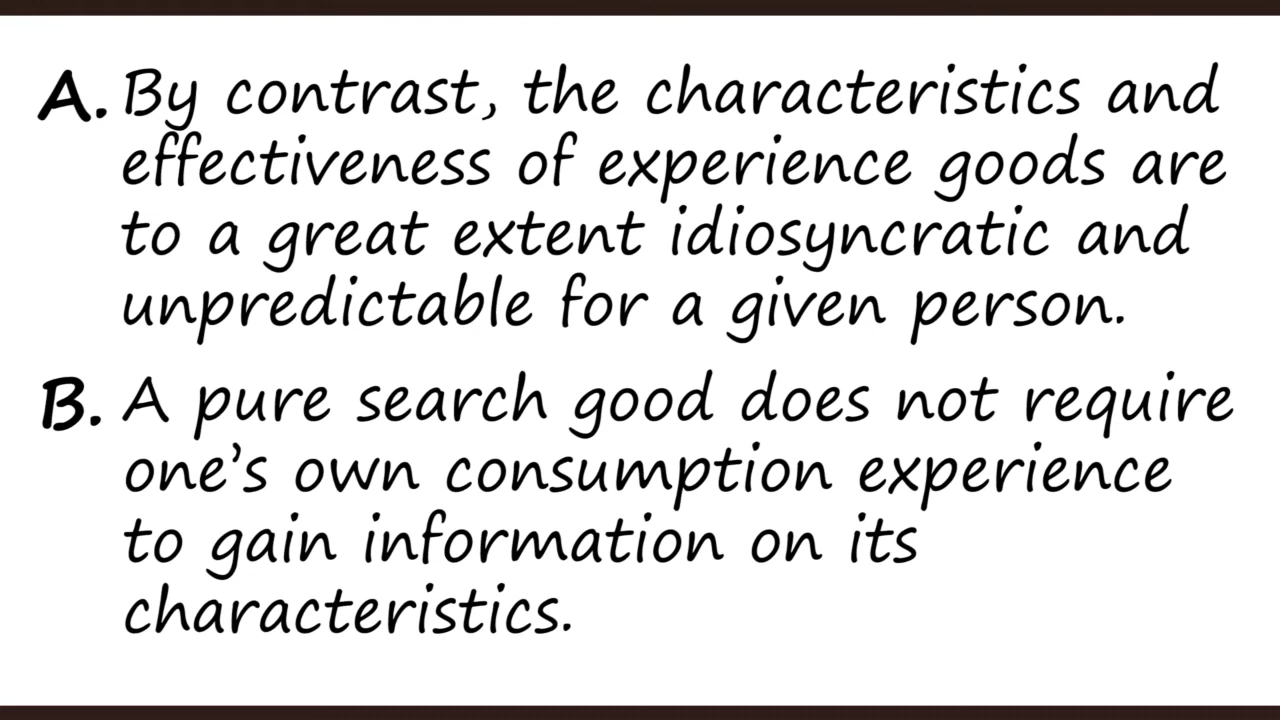 A. By contrast, the characteristics and
effectiveness of experience goods are
to a great extent idiosyncratic and
unpredictable for a given person.
B. A pure search good does not require
one's own consumption experience
to gain information on its
characteristics.